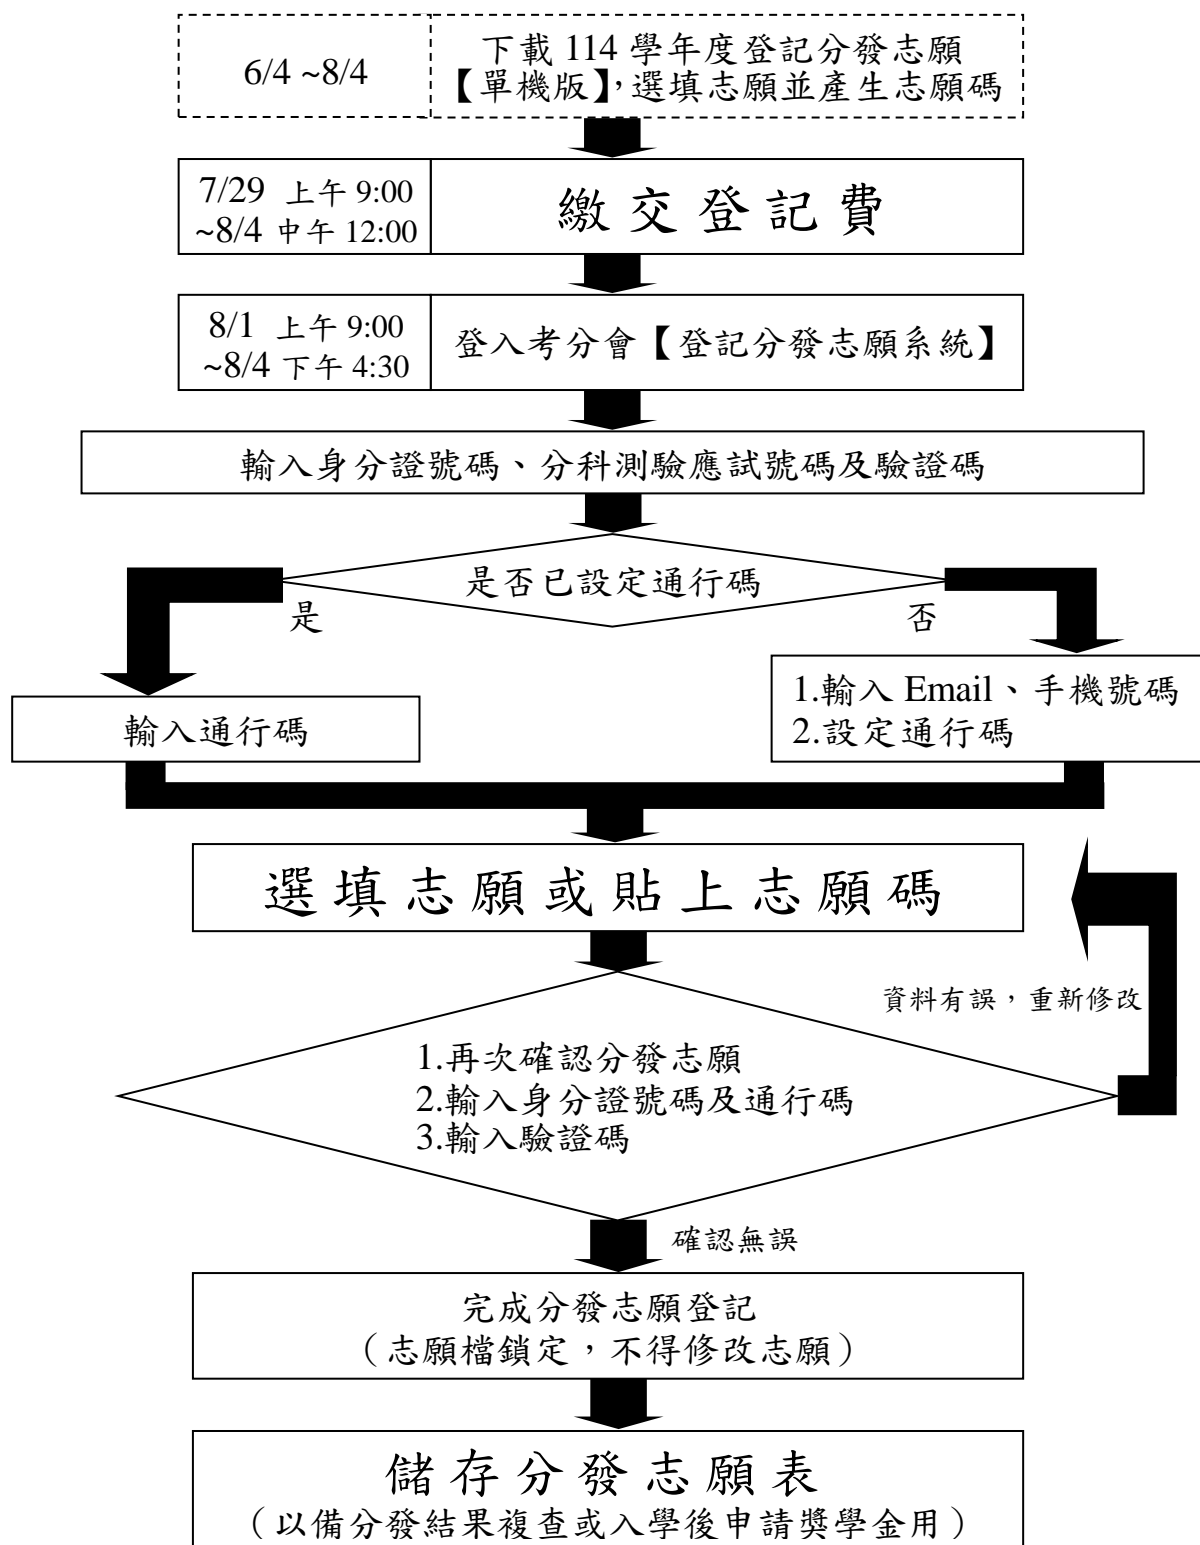 6/4 ~8/4
下載 114 學年度登記分發志願
【單機版】，選填志願並產生志願碼
7/29 上午 9:00
~8/4 中午 12:00
繳交登記費
8/1 上午 9:00
~8/4 下午 4:30
登入考分會【登記分發志願系統】
輸入身分證號碼、分科測驗應試號碼及驗證碼
是否已設定通行碼
是
否
輸入通行碼
1.輸入 Email、手機號碼
2.設定通行碼
選填志願或貼上志願碼
資料有誤，重新修改
1.再次確認分發志願
2.輸入身分證號碼及通行碼
3.輸入驗證碼
確認無誤
完成分發志願登記
（志願檔鎖定，不得修改志願）
儲存分發志願表
（以備分發結果複查或入學後申請獎學金用）